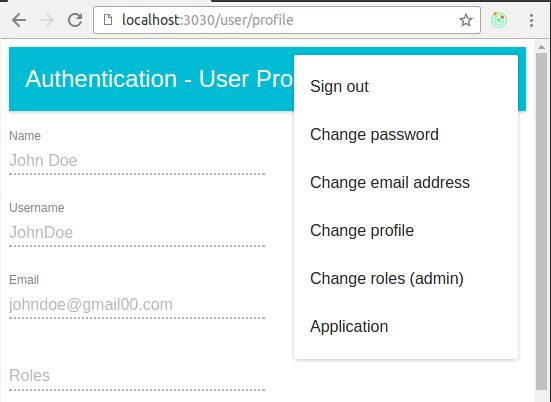 localhost:3030/user/profile
Authentication - User Pro
Sign out
Change password
Change email address
Change profile
Change roles (admin)
Application
Name
John Doe
Username
JohnDoe
Email
johndoe@gmail00.com
Roles